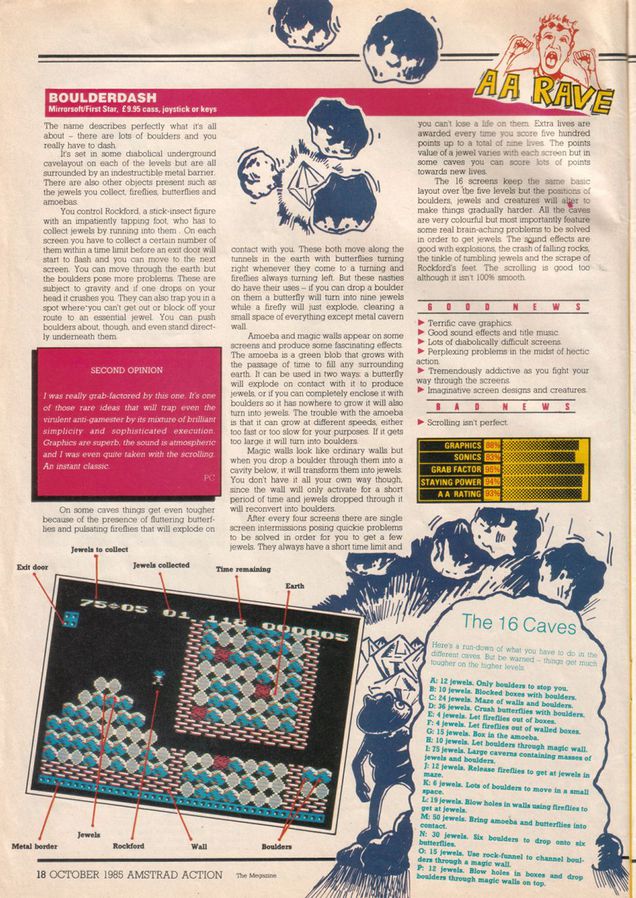 AA RAVE
BOULDERDASH
Mirrorsoft/First Star, £9.95 cass, joystick or keys
The name describes perfectly what it's all
about – there are lots of boulders and you
really have to dash.
It's set in some diabolical underground
cavelayout on each of the levels but are all
surrounded by an indestructible metal barrier.
There are also other objects present such as
the jewels you collect, fireflies, butterflies and
amoebas.
You control Rockford, a stick-insect figure
with an impatiently tapping foot, who has to
collect jewels by running into them . On each
screen you have to collect a certain number of
them within a time limit before an exit door will
start to flash and you can move to the next
screen. You can move through the earth but
the boulders pose more problems. These are
subject to gravity and if one drops on your
head it crushes you. They can also trap you in a
spot where you can't get out or block off your
route to an essential jewel. You can push
boulders about, though, and even stand direct-
ly underneath them.
SECOND OPINION
I was really grab-factored by this one. It's one
of those rare ideas that will trap even the
virulent anti-gamester by its mixture of brilliant
simplicity and sophisticated execution.
Graphics are superb, the sound is atmospheric
and I was even quite taken with the scrolling.
An instant classic.
PC
On some caves things get even tougher
because of the presence of fluttering butterf-
lies and pulsating fireflies that will explode on
contact with you. These both move along the
tunnels in the earth with butterflies turning
right whenever they come to a turning and
fireflies always turning left. But these nasties
do have their uses – if you can drop a boulder
on them a butterfly will turn into nine jewels
while a firefly will just explode, clearing a
small space of everything except metal cavern
wall.
Amoeba and magic walls appear on some
screens and produce some fascinating effects.
The amoeba is a green blob that grows with
the passage of time to fill any surrounding
earth. It can be used in two ways: a butterfly
will explode on contact with it to produce
jewels, or if you can completely enclose it with
boulders so it has nowhere to grow it will also
turn into jewels. The trouble with the amoeba
is that it can grow at different speeds, either
too fast or too slow for your purposes. If it gets
too large it will turn into boulders.
Magic walls look like ordinary walls but
when you drop a boulder through them into a
cavity below, it will transform them into jewels.
You don't have it all your own way though,
since the wall will only activate for a short
period of time and jewels dropped through it
will reconvert into boulders.
After every four screens there are single
screen intermissions posing quickie problems
to be solved in order for you to get a few
jewels. They always have a short time limit and
you can't lose a life on them. Extra lives are
awarded every time you score five hundred
points up to a total of nine lives. The points
value of a jewel varies with each screen but in
some caves you can score lots of points
towards new lives.
The 16 screens keep the same basic
layout over the five levels but the positions of
boulders, jewels and creatures will alter to
make things gradually harder. All the caves
are very colourful but most importantly feature
some real brain-aching problems to be solved
in order to get jewels. The sound effects are
good with explosions, the crash of falling rocks,
the tinkle of tumbling jewels and the scrape of
Rockford's feet. The scrolling is good too
although it isn't 100% smooth.
GOOD NEWS
Terrific cave graphics.
Good sound effects and title music.
Lots of diabolically difficult screens.
Perplexing problems in the midst of hectic
action.
Tremendously addictive as you fight your
way through the screens.
Imaginative screen designs and creatures.
BAD NEWS
Scrolling isn't perfect.
GRAPHICS 88%
SONICS 83%
GRAB FACTOR 95%
STAYING POWER 94%
AA RATING 93%
Jewels to collect
Exit door
Jewels collected
Time remaining
Earth
75 05 01 118 000005
Metal border
Jewels
Rockford
Wall
Boulders
The 16 Caves
Here's a run-down of what you have to do in the
different caves. But be warned – things get much
tougher on the higher levels.
A: 12 jewels. Only boulders to stop you.
B: 10 jewels. Blocked boxes with boulders.
C: 24 jewels. Maze of walls and boulders.
D: 36 jewels. Crush butterflies with boulders.
E: 4 jewels. Let fireflies out of boxes.
F: 4 jewels. Let fireflies out of walled boxes.
G: 15 jewels. Box in the amoeba.
H: 10 jewels. Let boulders through magic wall.
I: 75 jewels. Large caverns containing masses of
jewels and boulders.
J: 12 jewels. Release fireflies to get at jewels in
maze.
K: 6 jewels. Lots of boulders to move in a small
space.
L: 19 jewels. Blow holes in walls using fireflies to
get at jewels.
M: 50 jewels. Bring amoeba and butterflies into
contact.
N: 30 jewels. Six boulders to drop onto six
butterflies.
O: 15 jewels. Use rock-funnel to channel boul-
ders through a magic wall.
P: 12 jewels. Blow holes in boxes and drop
boulders through magic walls on top.
18 OCTOBER 1985 AMSTRAD ACTION The Magazine